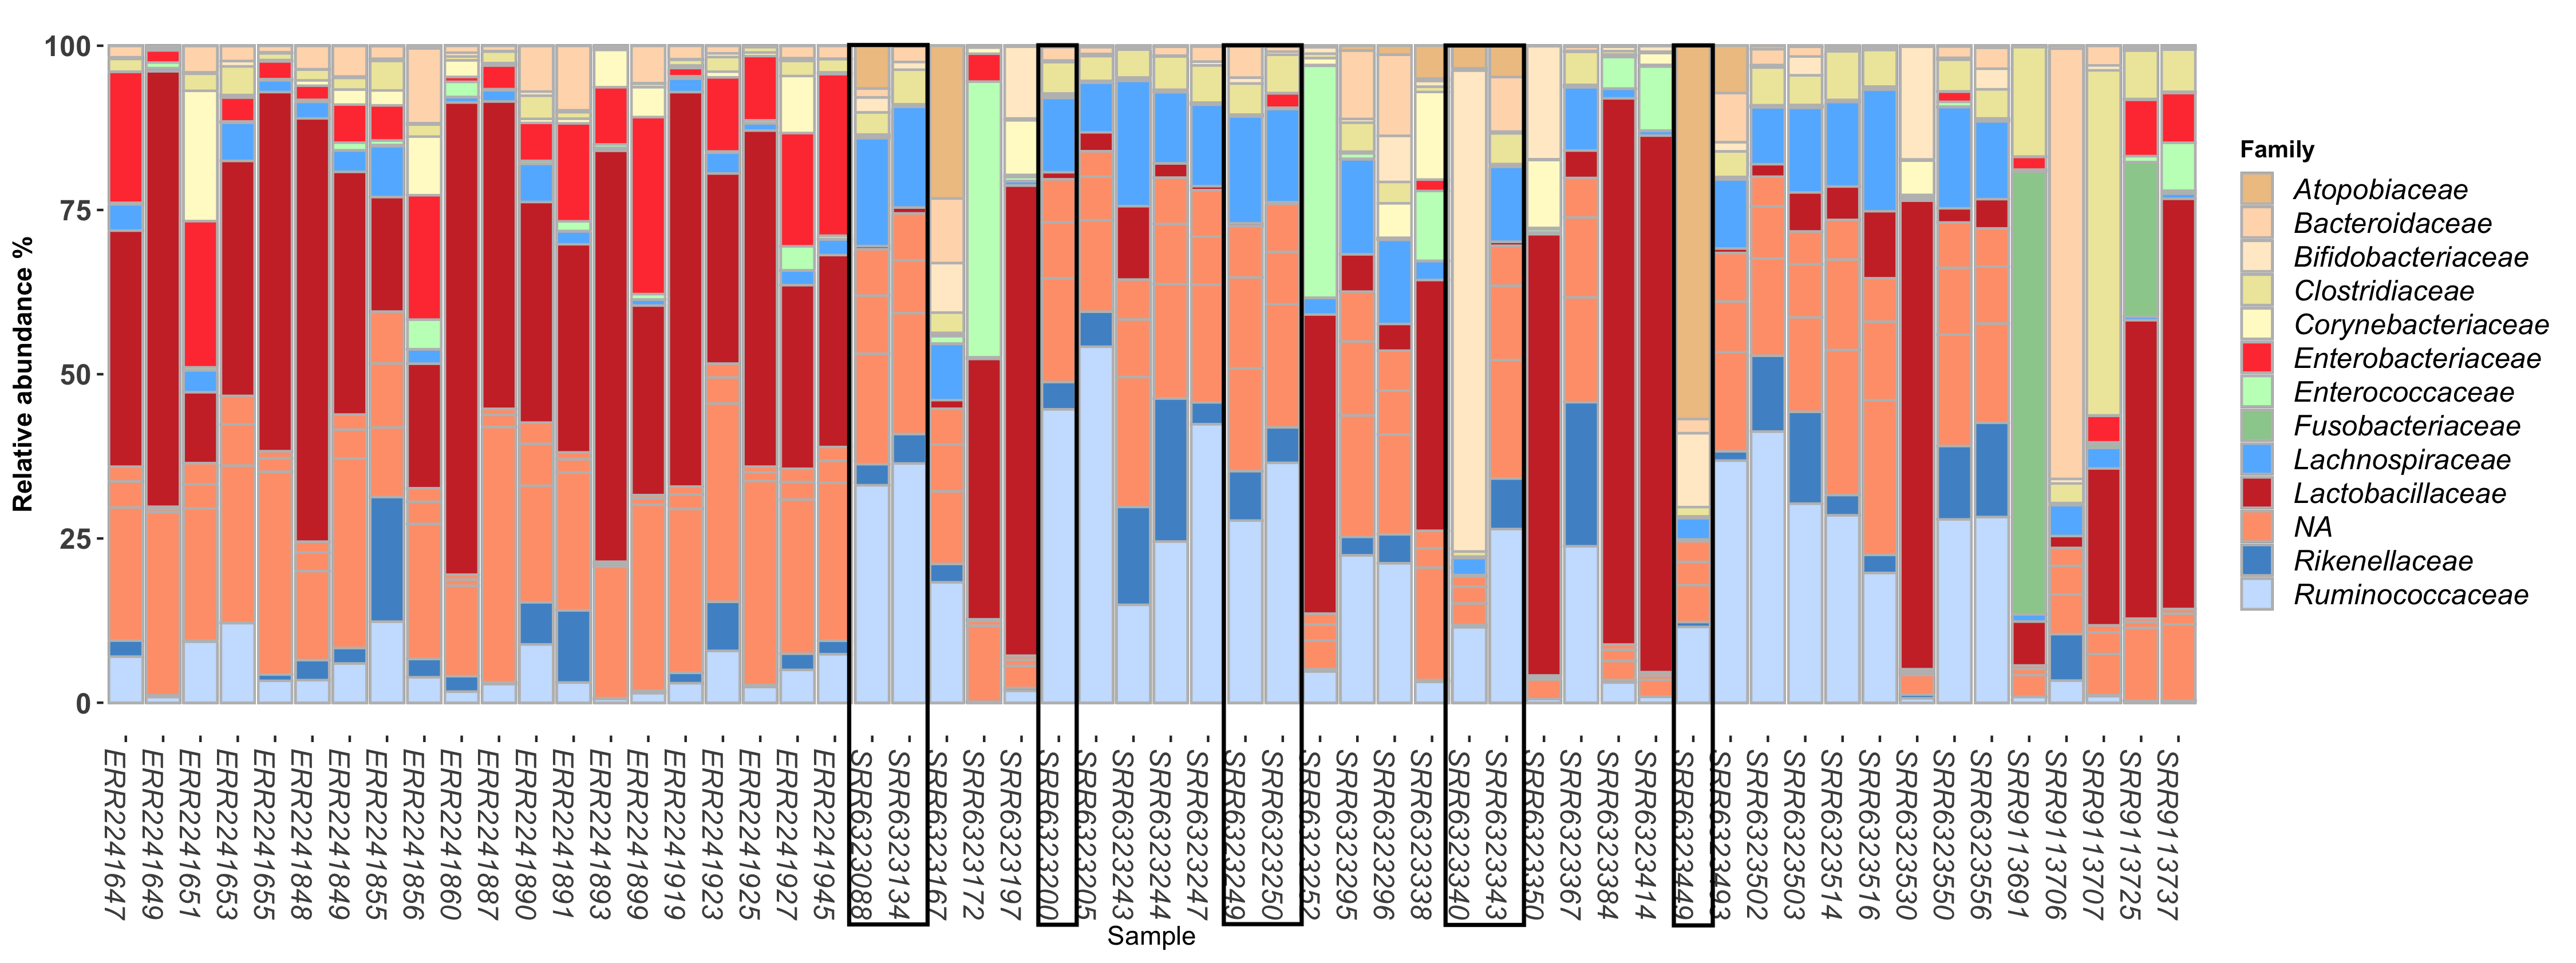 Relative abundance %
100
75
50
25
0
ERR2241647
ERR2241649
ERR2241651
ERR2241653
ERR2241655
ERR2241848
ERR2241849
ERR2241855
ERR2241856
ERR2241860
ERR2241887
ERR2241890
ERR2241891
ERR2241893
ERR2241899
ERR2241919
ERR2241923
ERR2241925
ERR2241927
ERR2241945
SRR6323088
SRR6323134
SRR6323167
SRR6323172
SRR6323197
SRR6323200
SRR6323205
SRR6323243
SRR6323244
SRR6323247
SRR6323249
SRR6323250
SRR6323252
SRR6323295
SRR6323296
SRR6323338
SRR6323340
SRR6323343
SRR6323350
SRR6323367
SRR6323384
SRR6323414
SRR6323449
SRR6323493
SRR6323502
SRR6323503
SRR6323514
SRR6323516
SRR6323530
SRR6323550
SRR6323556
SRR9113691
SRR9113706
SRR9113707
SRR9113725
SRR9113737
Sample
Family
Atopobiaceae
Bacteroidaceae
Bifidobacteriaceae
Clostridiaceae
Corynebacteriaceae
Enterobacteriaceae
Enterococcaceae
Fusobacteriaceae
Lachnospiraceae
Lactobacillaceae
NA
Rikenellaceae
Ruminococcaceae